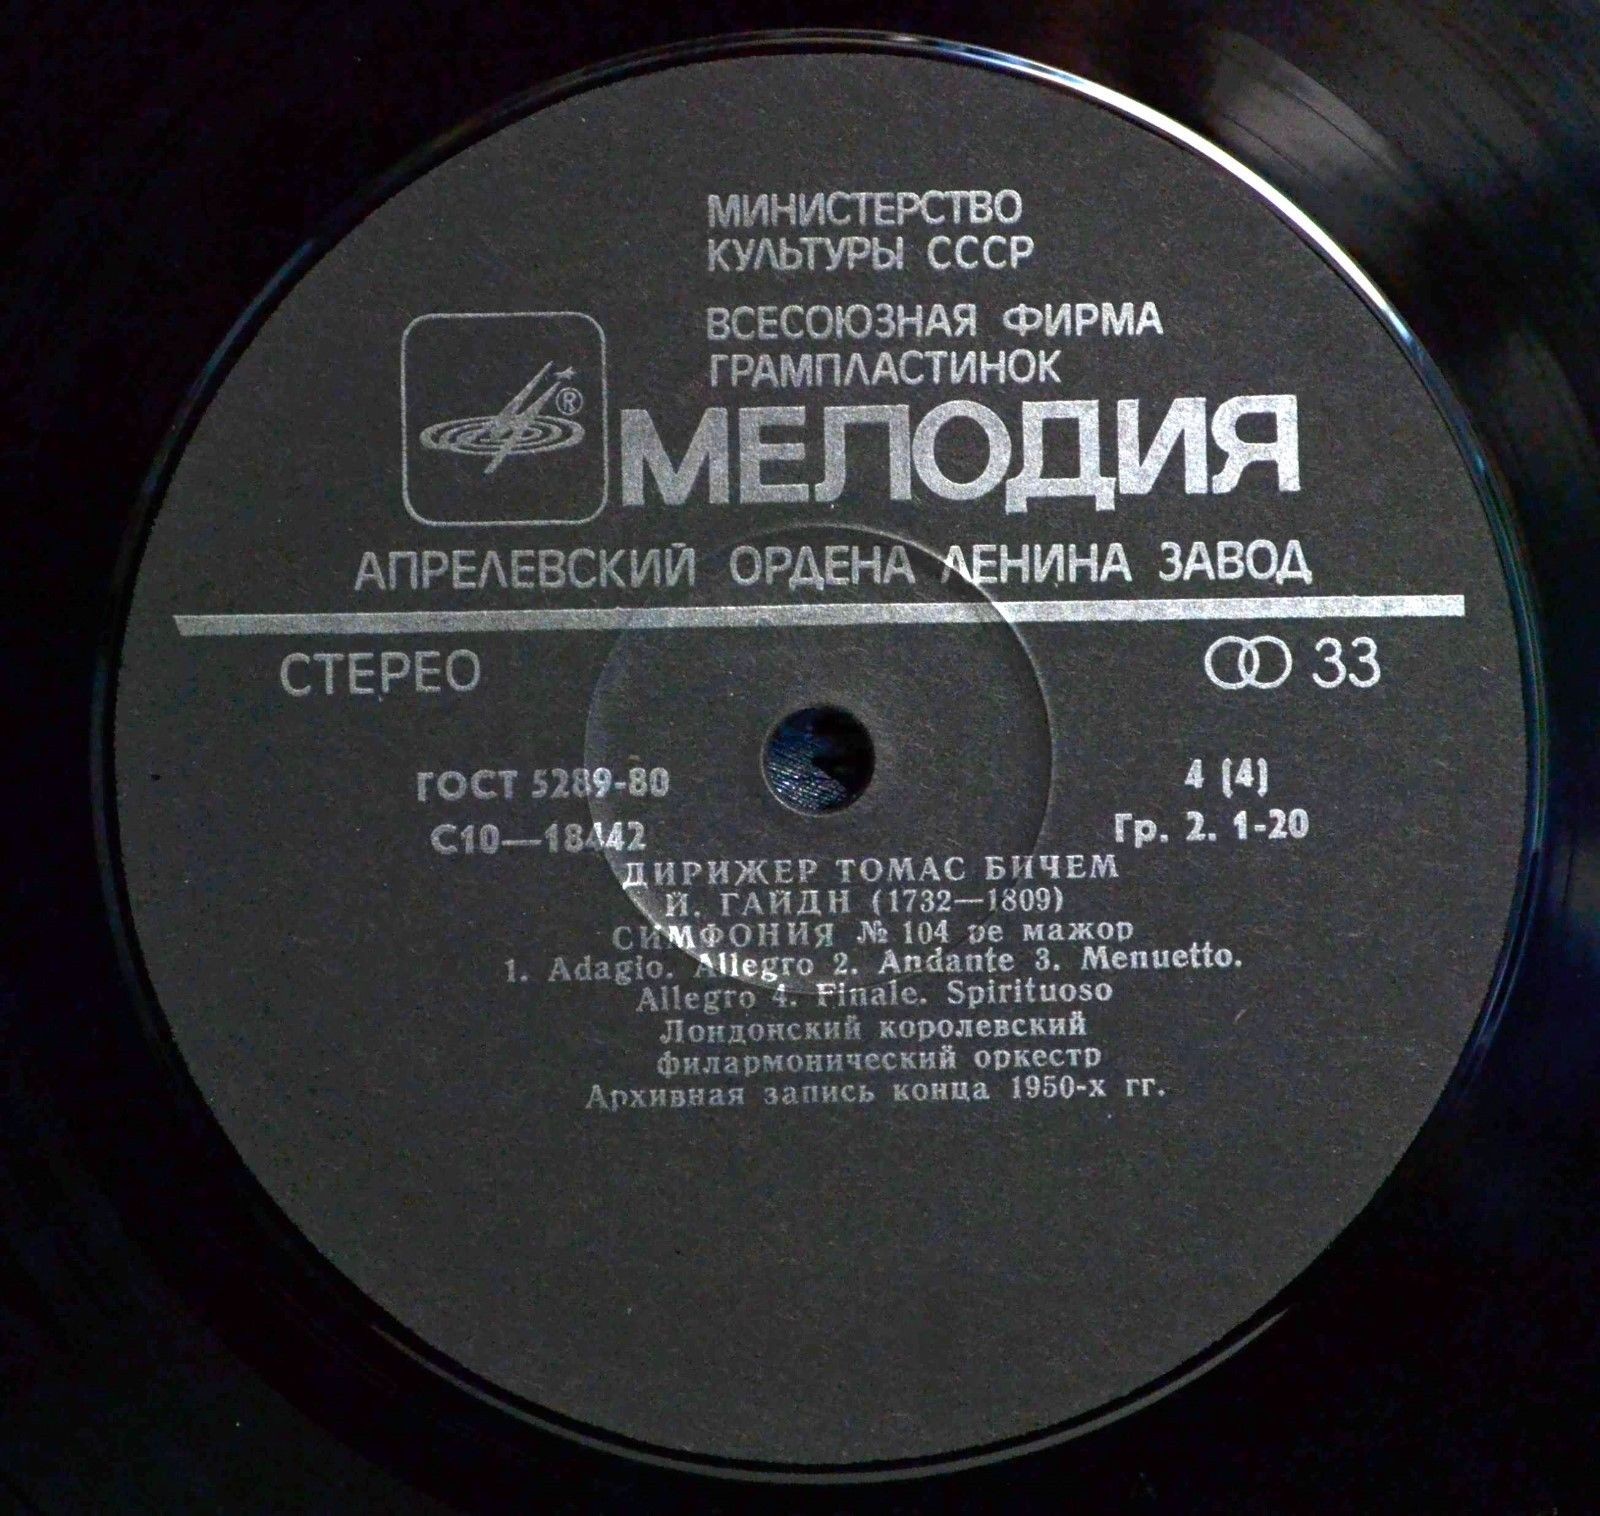 МИНИСТЕРСТВО
КУЛЬТУРЫ СССР
ВСЕСОЮЗНАЯ ФИРМА
ГРАМПЛАСТИНОК
®
МЕЛОДИЯ
АПРЕЛЕВСКИЙ ОРДЕНА ЛЕНИНА ЗАВОД
СТЕРЕО
33
ГОСТ 5289-80
4 (4)
С10—18442
Гр. 2. 1-20
ДИРИЖЕР ТОМАС БИЧЕМ
Й. ГАЙДН (1732—1809)
СИМФОНИЯ № 104 ре мажор
1. Adagio. Allegro 2. Andante 3. Menuetto.
Allegro 4. Finale. Spirituoso
Лондонский королевский
филармонический оркестр
Архивная запись конца 1950-х гг.